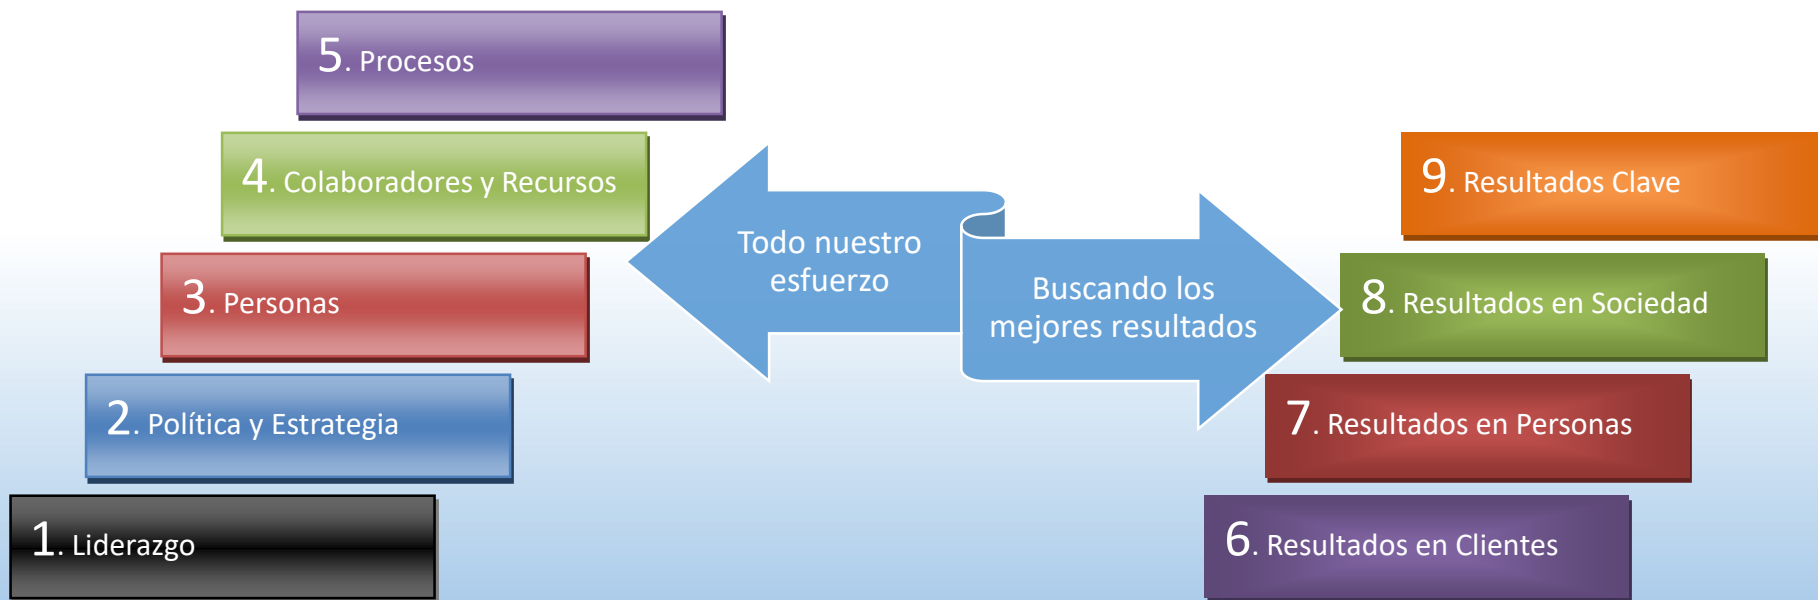 5. Procesos
4. Colaboradores y Recursos
3. Personas
2. Política y Estrategia
1. Liderazgo
Todo nuestro
esfuerzo
Buscando los
mejores resultados
9. Resultados Clave
8. Resultados en Sociedad
7. Resultados en Personas
6. Resultados en Clientes